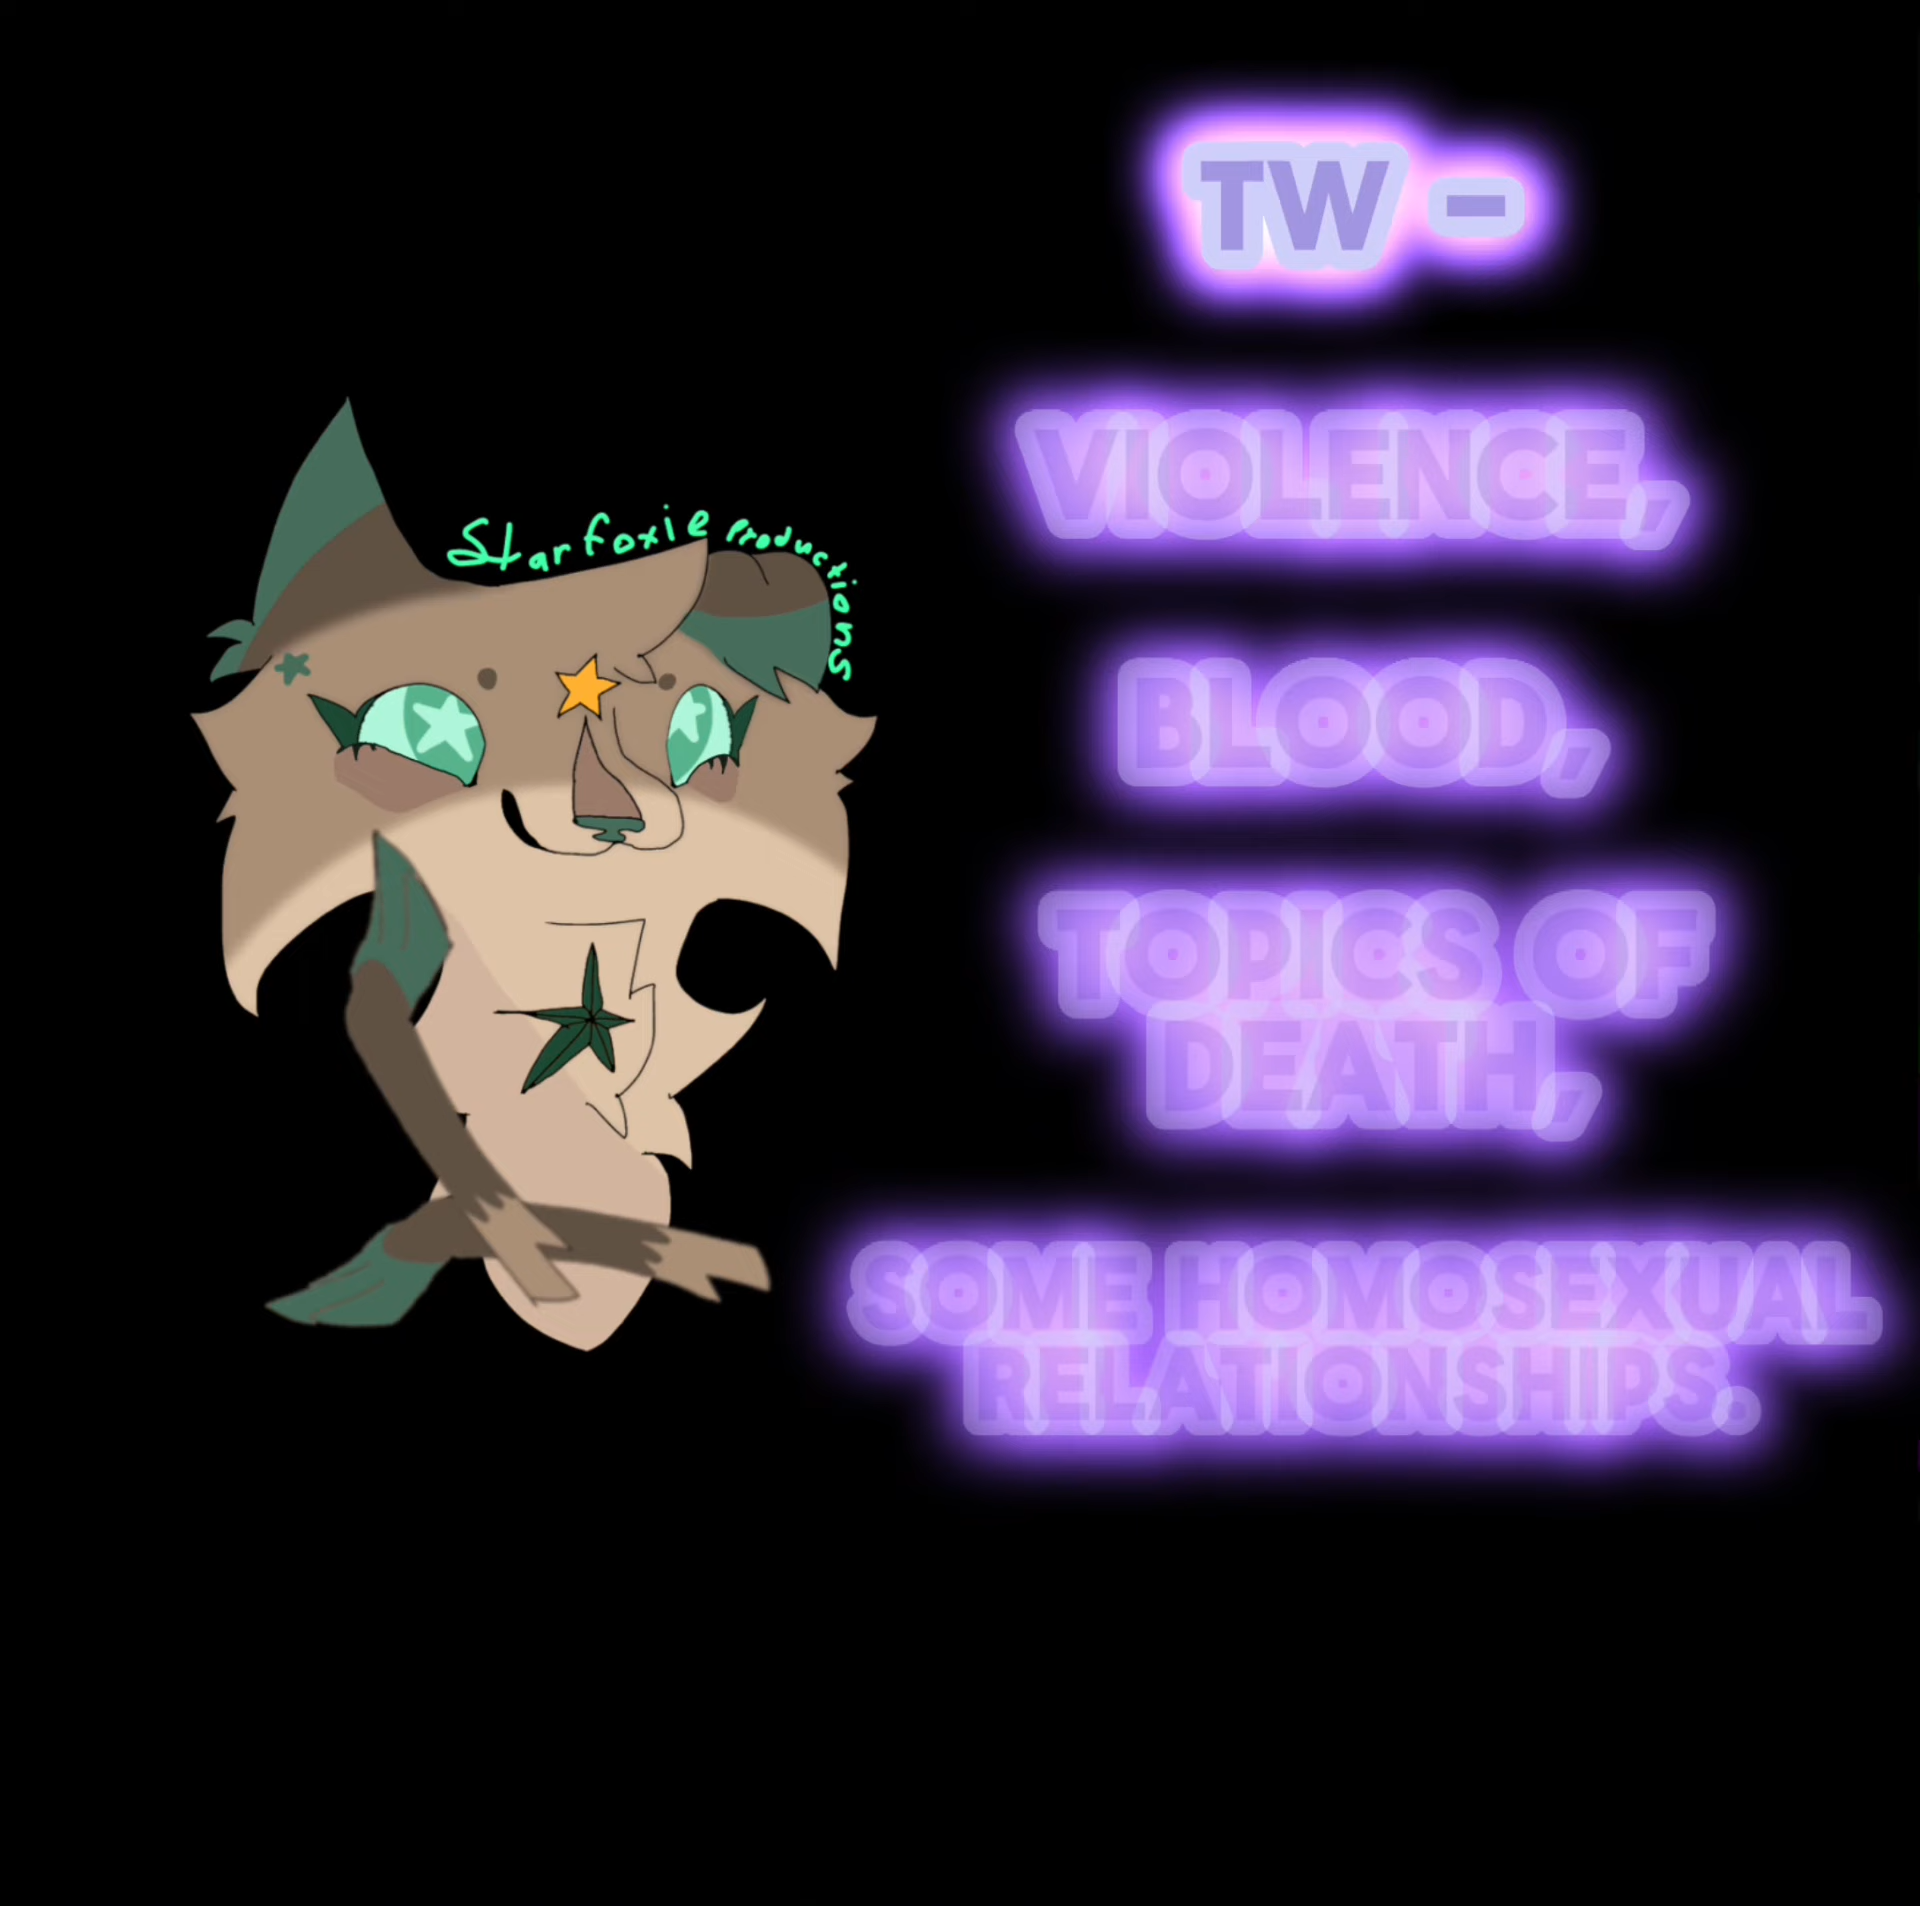 Starfoxie Productions
TW -
VIOLENCE,
BLOOD,
TOPICS OF
DEATH,
SOME HOMOSEXUAL
RELATIONSHIPS.